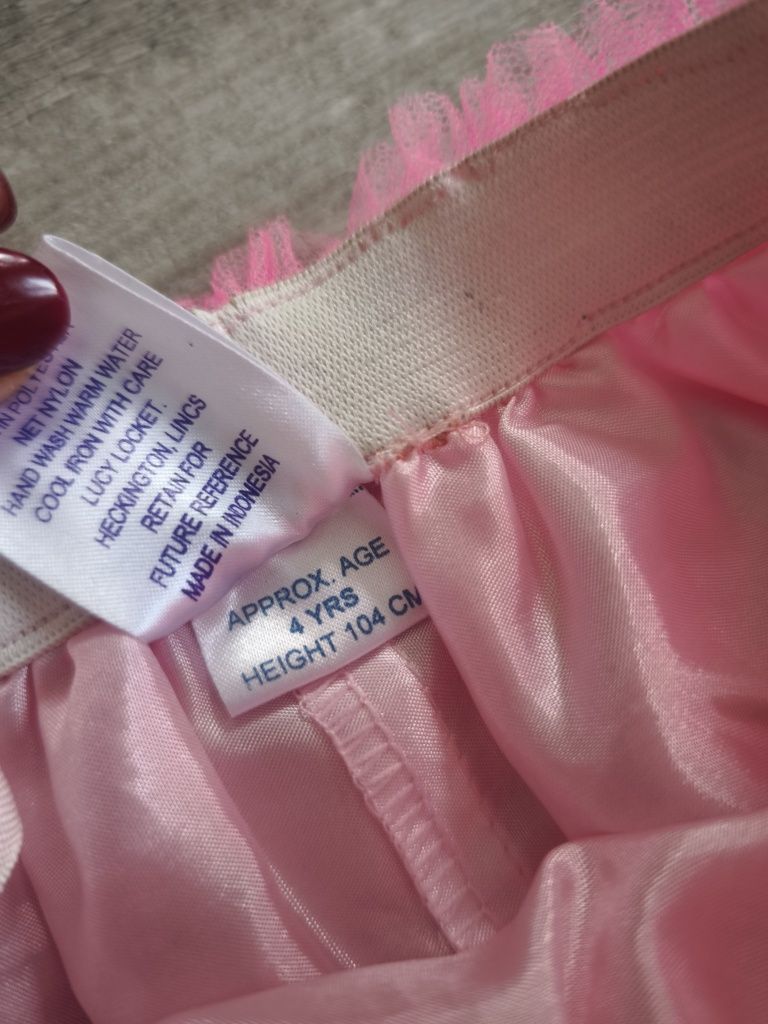 NET NYLON
HAND WASH WARM WATER
COOL IRON WITH CARE
LUCY LOCKET.
HECKINGTON, LINCS
RETAIN FOR
FUTURE REFERENCE
MADE IN INDONESIA
APPROX. AGE
4 YRS
HEIGHT 104 CM